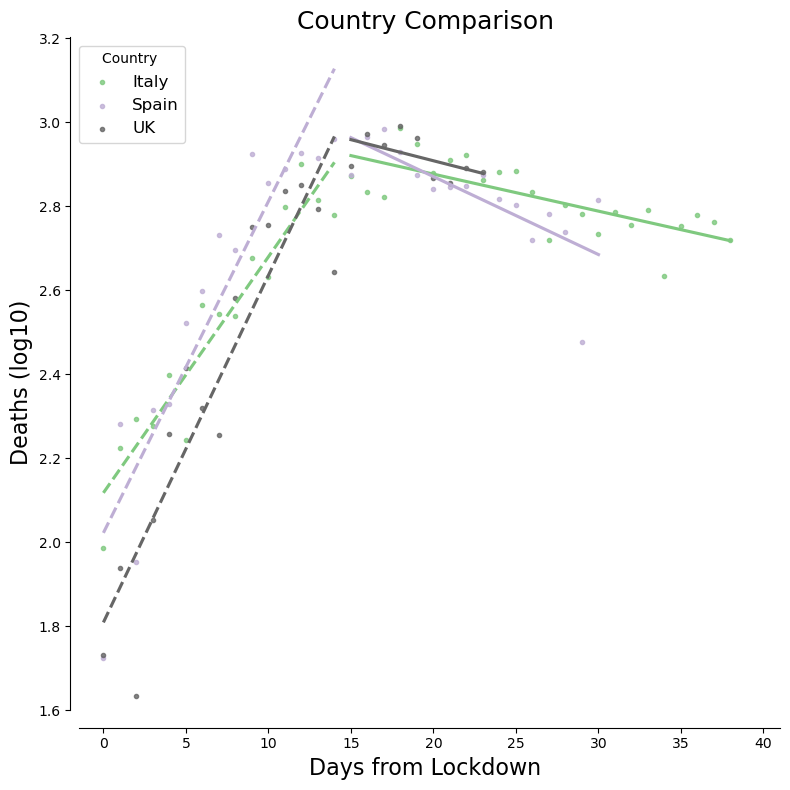 Country Comparison
Country
Italy
Spain
UK
Deaths (log10)
3.2
3.0
2.8
2.6
2.4
2.2
2.0
1.8
1.6
0 5 10 15 20 25 30 35 40
Days from Lockdown